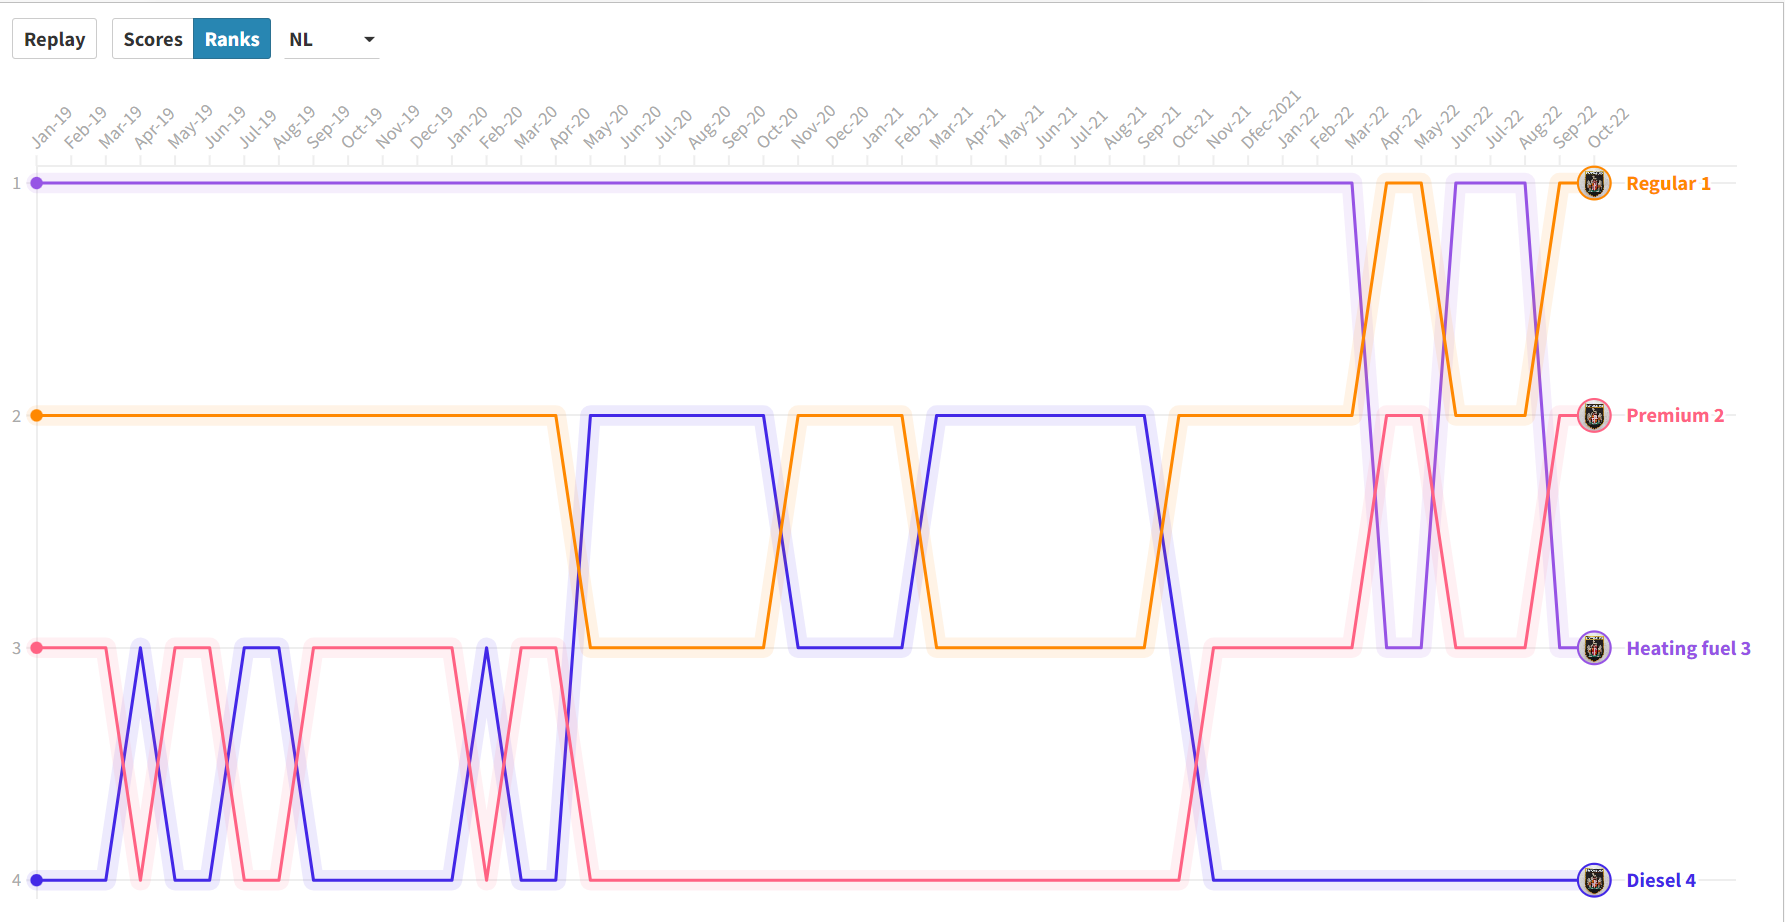 Replay Scores Ranks NL
Jan-19 Feb-19 Mar-19 Apr-19 May-19 Jun-19 Jul-19 Aug-19 Sep-19 Oct-19 Nov-19 Dec-19 Jan-20 Feb-20 Mar-20 Apr-20 May-20 Jun-20 Jul-20 Aug-20 Sep-20 Oct-20 Nov-20 Dec-20 Jan-21 Feb-21 Mar-21 Apr-21 May-21 Jun-21 Jul-21 Aug-21 Sep-21 Oct-21 Nov-21 Dfec-2021 Jan-22 Feb-22 Mar-22 Apr-22 May-22 Jun-22 Jul-22 Aug-22 Sep-22 Oct-22
1 Regular 1
2 Premium 2
3 Heating fuel 3
4 Diesel 4